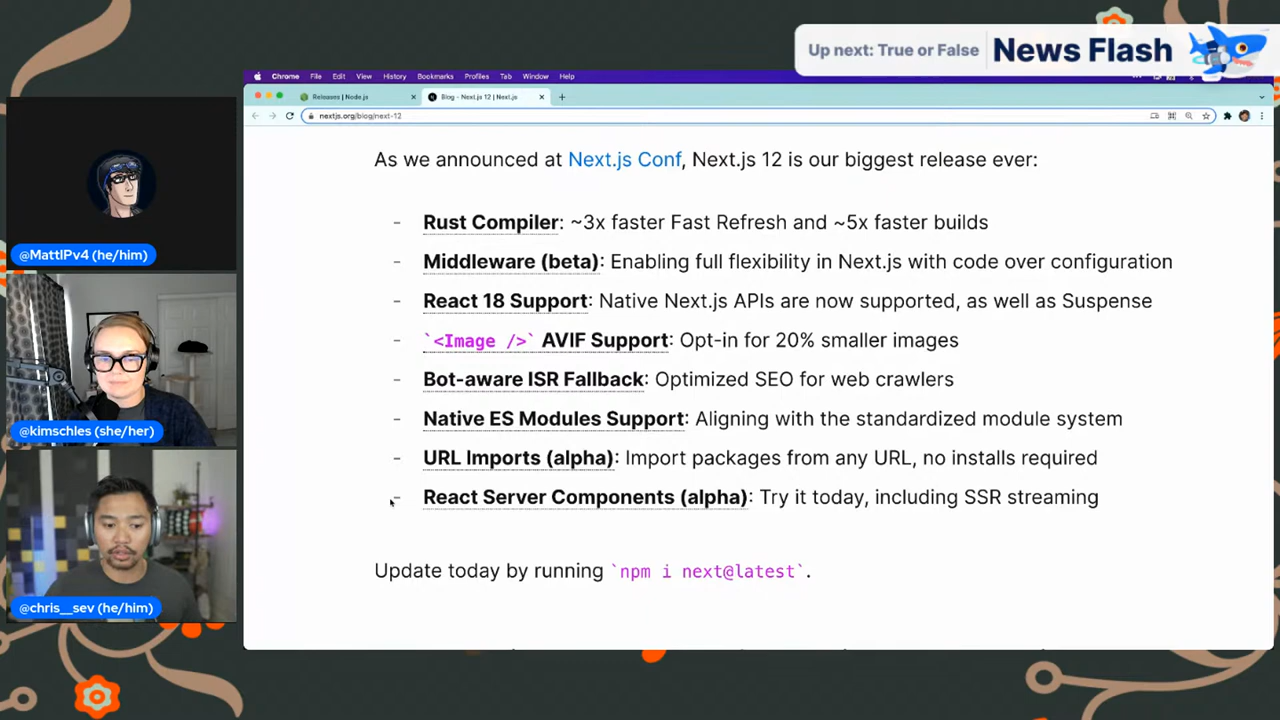 Up next: True or False
News Flash
Chrome File Edit View History Bookmarks Profiles Tab Window Help
Releases | Node.js
Blog - Next.js 12 | Next.js
nextjs.org/blog/next-12
As we announced at Next.js Conf, Next.js 12 is our biggest release ever:
- Rust Compiler: ~3x faster Fast Refresh and ~5x faster builds
- Middleware (beta): Enabling full flexibility in Next.js with code over configuration
- React 18 Support: Native Next.js APIs are now supported, as well as Suspense
- `<Image />` AVIF Support: Opt-in for 20% smaller images
- Bot-aware ISR Fallback: Optimized SEO for web crawlers
- Native ES Modules Support: Aligning with the standardized module system
- URL Imports (alpha): Import packages from any URL, no installs required
- React Server Components (alpha): Try it today, including SSR streaming
Update today by running `npm i next@latest`.
@MattIPv4 (he/him)
@kimschles (she/her)
@chris__sev (he/him)